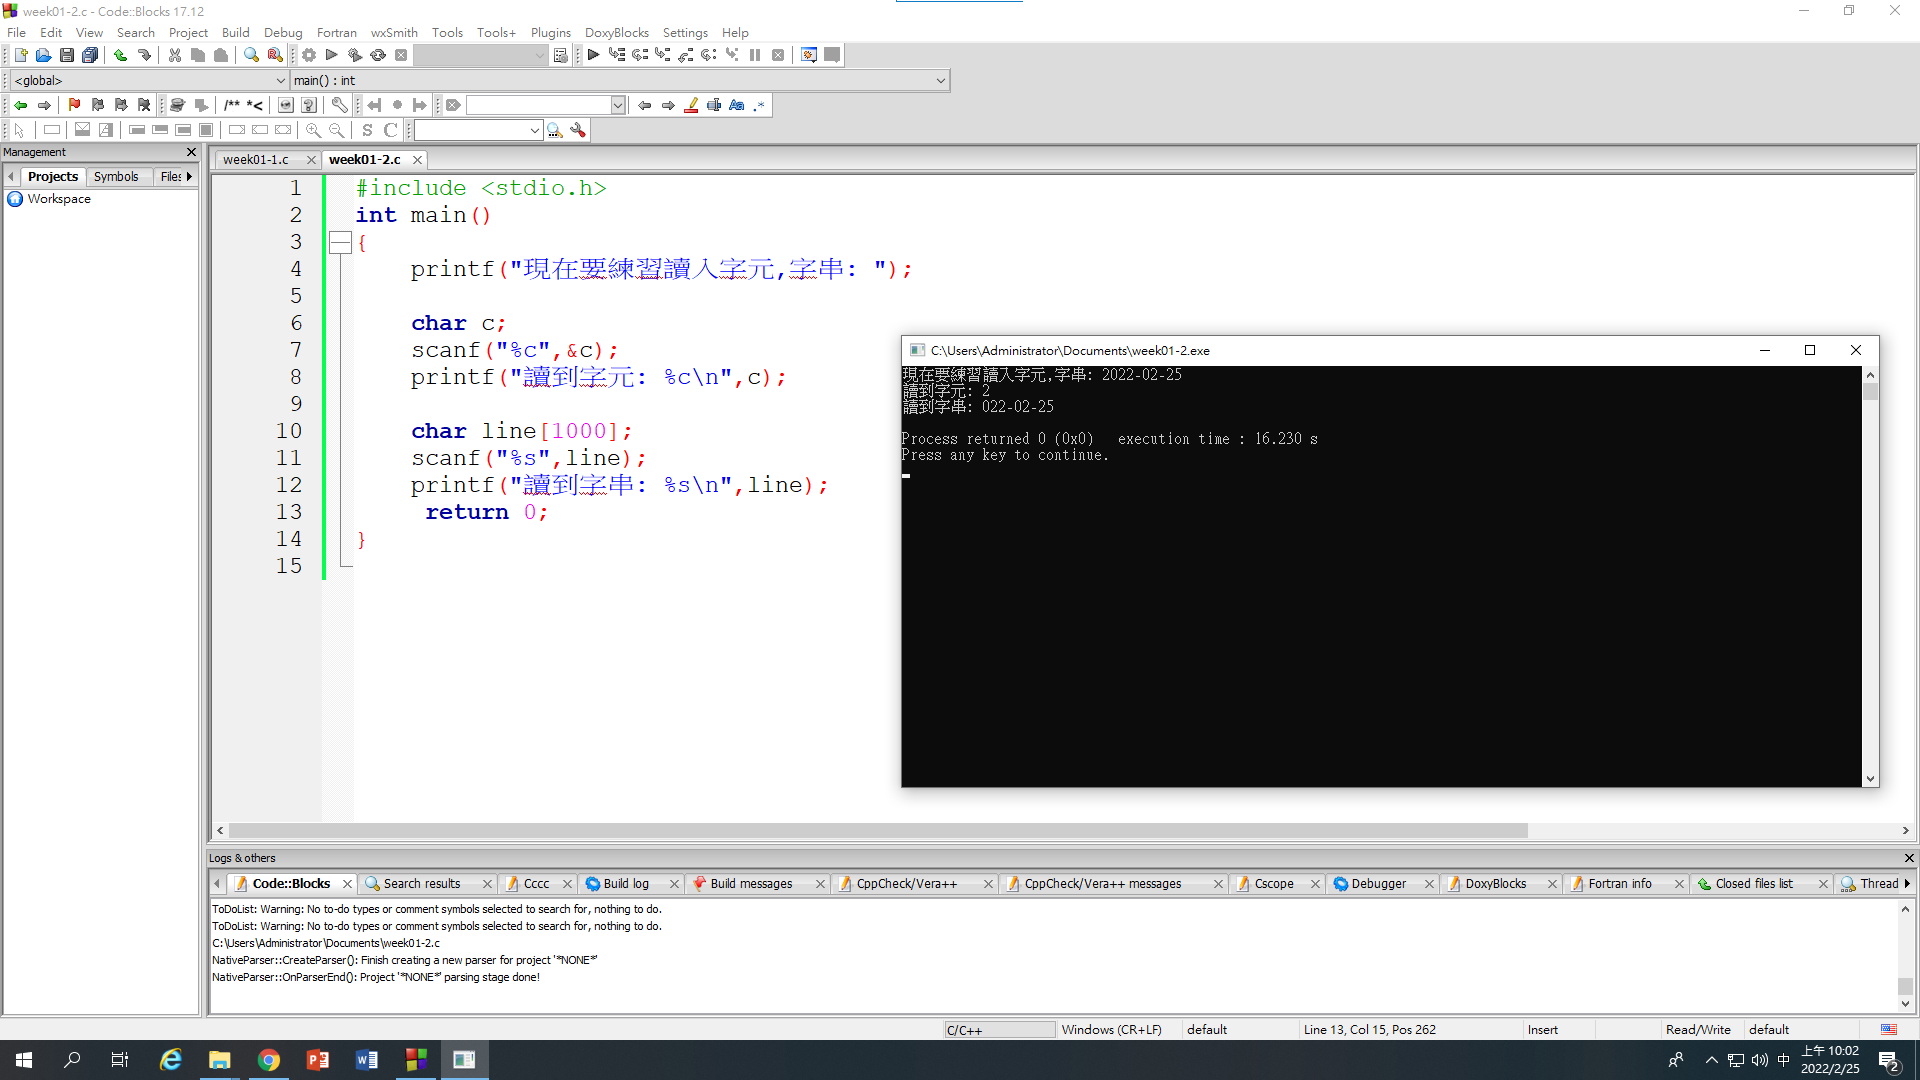 week01-2.c - Code::Blocks 17.12
File Edit View Search Project Build Debug Fortran wxSmith Tools Tools+ Plugins DoxyBlocks Settings Help
<global> main() : int
/** *<
Aa .*
S C
Management
Projects Symbols Files
Workspace
week01-1.c week01-2.c
1 #include <stdio.h>
2 int main()
3 {
4 printf("現在要練習讀入字元,字串: ");
5
6 char c;
7 scanf("%c",&c);
8 printf("讀到字元: %c\n",c);
9
10 char line[1000];
11 scanf("%s",line);
12 printf("讀到字串: %s\n",line);
13 return 0;
14 }
15
C:\Users\Administrator\Documents\week01-2.exe
現在要練習讀入字元,字串: 2022-02-25
讀到字元: 2
讀到字串: 022-02-25
Process returned 0 (0x0) execution time : 16.230 s
Press any key to continue.
Logs & others
Code::Blocks Search results Cccc Build log Build messages CppCheck/Vera++ CppCheck/Vera++ messages Cscope Debugger DoxyBlocks Fortran info Closed files list Thread
ToDoList: Warning: No to-do types or comment symbols selected to search for, nothing to do.
ToDoList: Warning: No to-do types or comment symbols selected to search for, nothing to do.
C:\Users\Administrator\Documents\week01-2.c
NativeParser::CreateParser(): Finish creating a new parser for project '*NONE*'
NativeParser::OnParserEnd(): Project '*NONE*' parsing stage done!
C/C++ Windows (CR+LF) default Line 13, Col 15, Pos 262 Insert Read/Write default
中 上午 10:02
2022/2/25
2